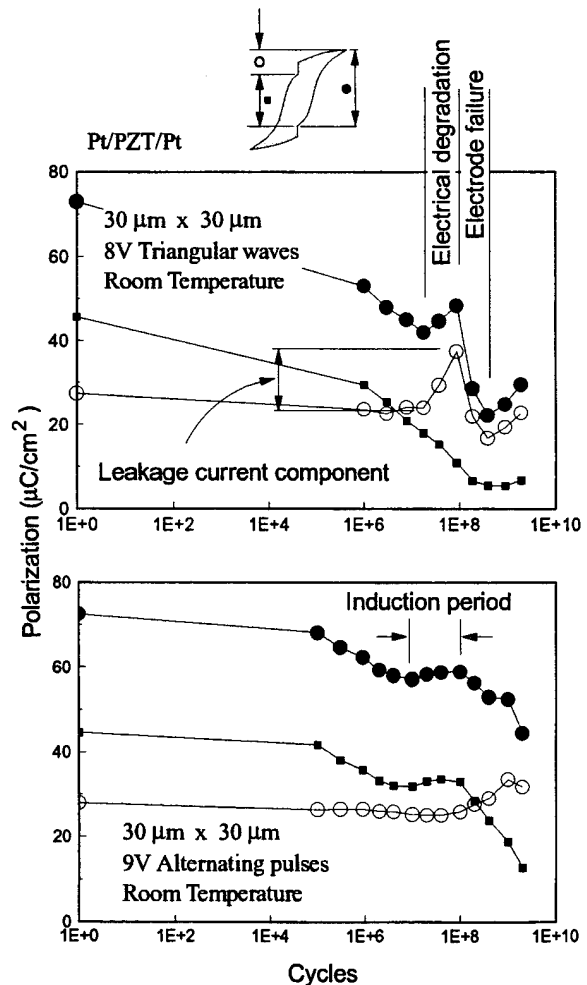 Pt/PZT/Pt
Electrical degradation
Electrode failure
80
60
40
20
0
30 μm x 30 μm
8V Triangular waves
Room Temperature
Leakage current component
1E+0 1E+2 1E+4 1E+6 1E+8 1E+10
Polarization (μC/cm²)
80
60
40
20
0
Induction period
30 μm x 30 μm
9V Alternating pulses
Room Temperature
1E+0 1E+2 1E+4 1E+6 1E+8 1E+10
Cycles